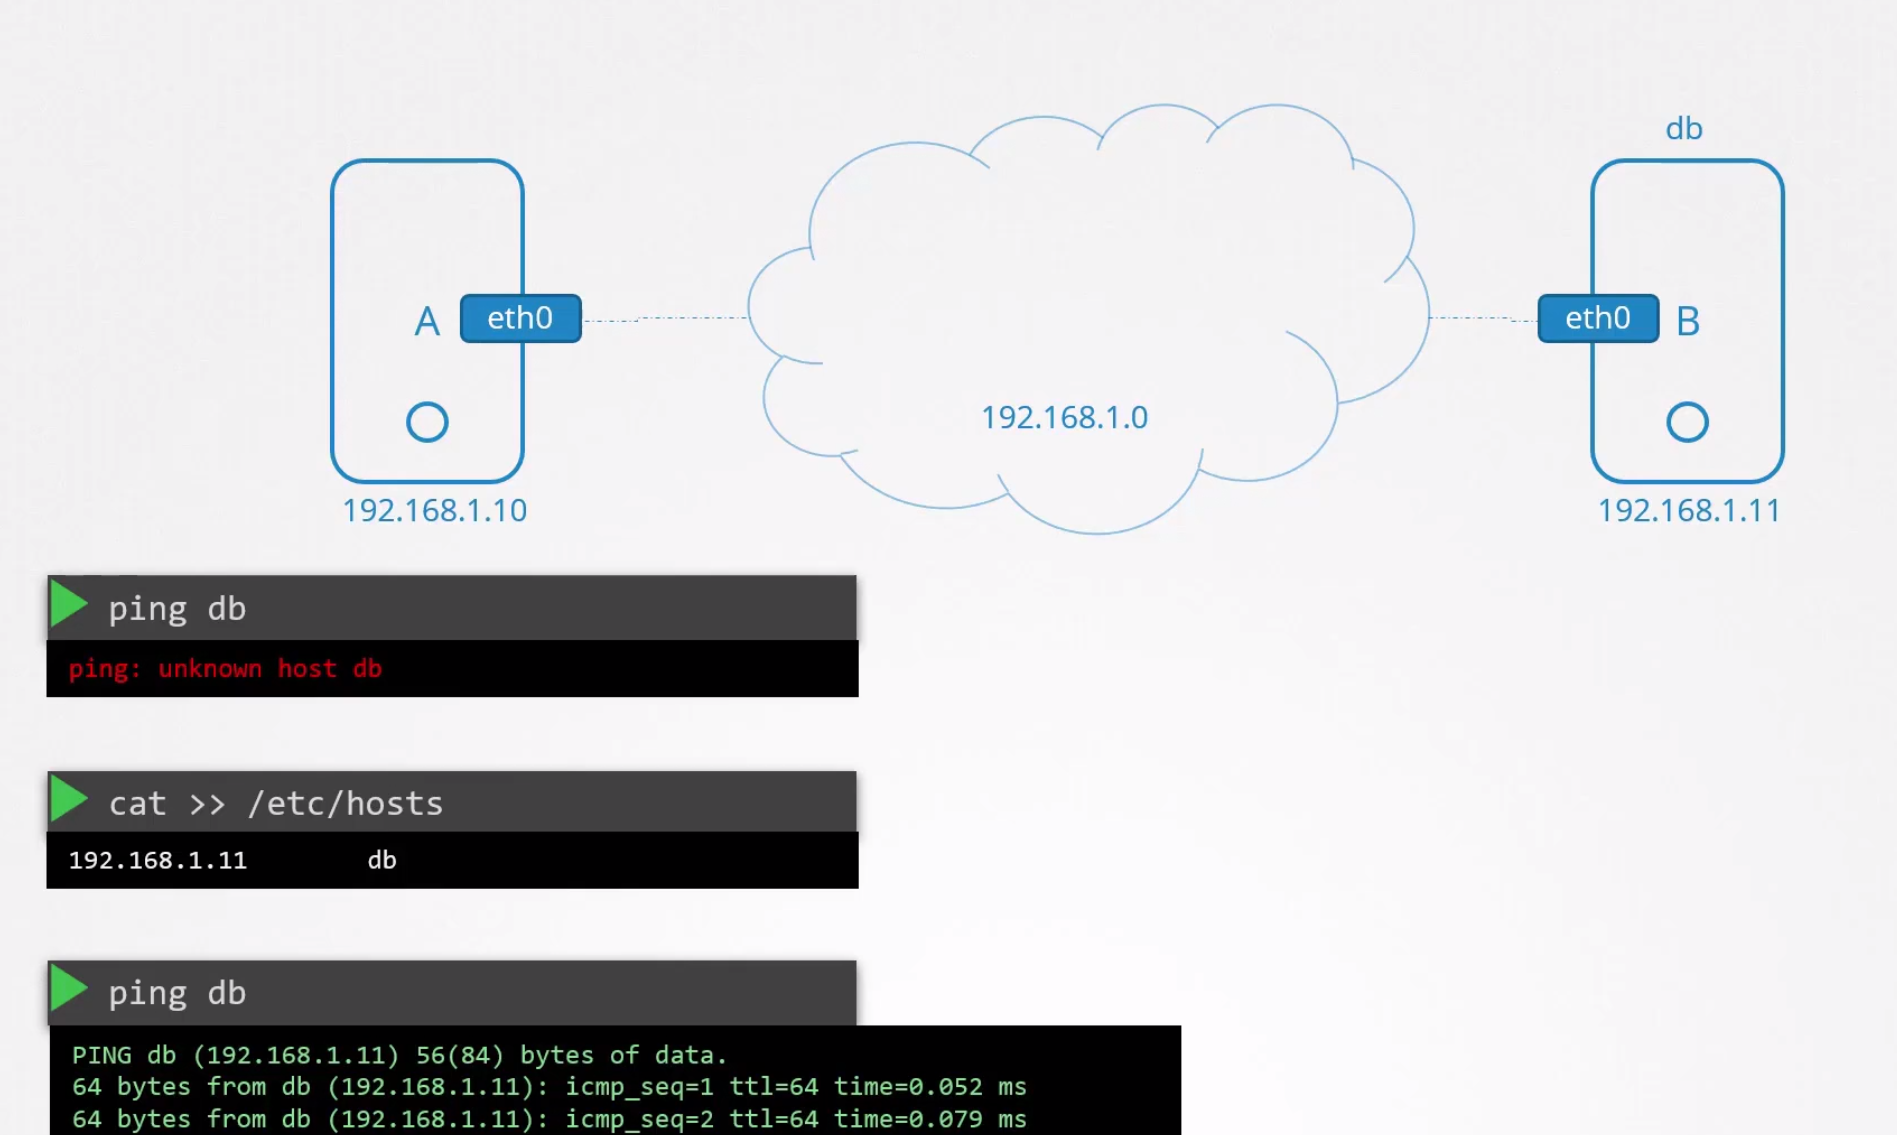 db
A eth0
eth0 B
192.168.1.0
192.168.1.10
192.168.1.11
ping db
ping: unknown host db
cat >> /etc/hosts
192.168.1.11 db
ping db
PING db (192.168.1.11) 56(84) bytes of data.
64 bytes from db (192.168.1.11): icmp_seq=1 ttl=64 time=0.052 ms
64 bytes from db (192.168.1.11): icmp_seq=2 ttl=64 time=0.079 ms